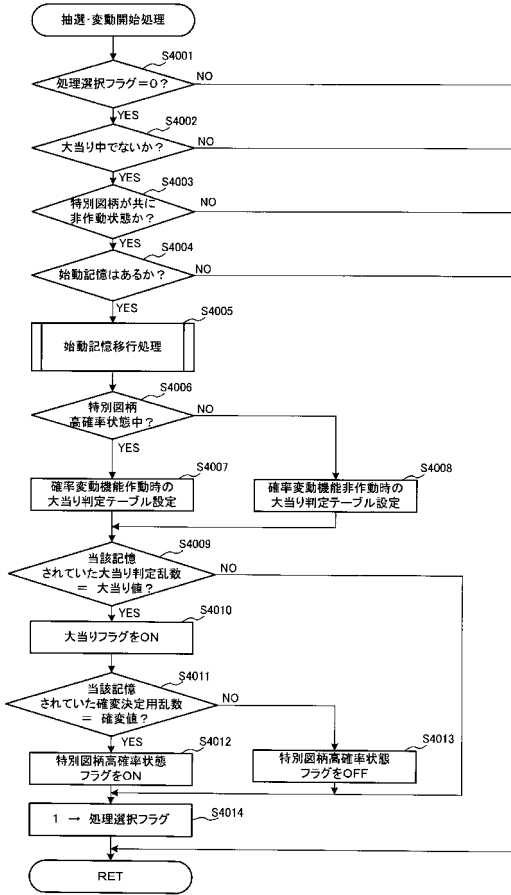 抽選・変動開始処理
S4001
処理選択フラグ=0?
NO
YES
S4002
大当り中でないか?
NO
YES
S4003
特別図柄が共に
非作動状態か?
NO
YES
S4004
始動記憶はあるか?
NO
YES
S4005
始動記憶移行処理
S4006
特別図柄
高確率状態中?
NO
YES
S4007
確率変動機能作動時の
大当り判定テーブル設定
S4008
確率変動機能非作動時の
大当り判定テーブル設定
S4009
当該記憶
されていた大当り判定乱数
= 大当り値?
NO
YES
S4010
大当りフラグをON
S4011
当該記憶
されていた確変決定用乱数
= 確変値?
NO
YES
S4012
特別図柄高確率状態
フラグをON
S4013
特別図柄高確率状態
フラグをOFF
1 → 処理選択フラグ
S4014
RET